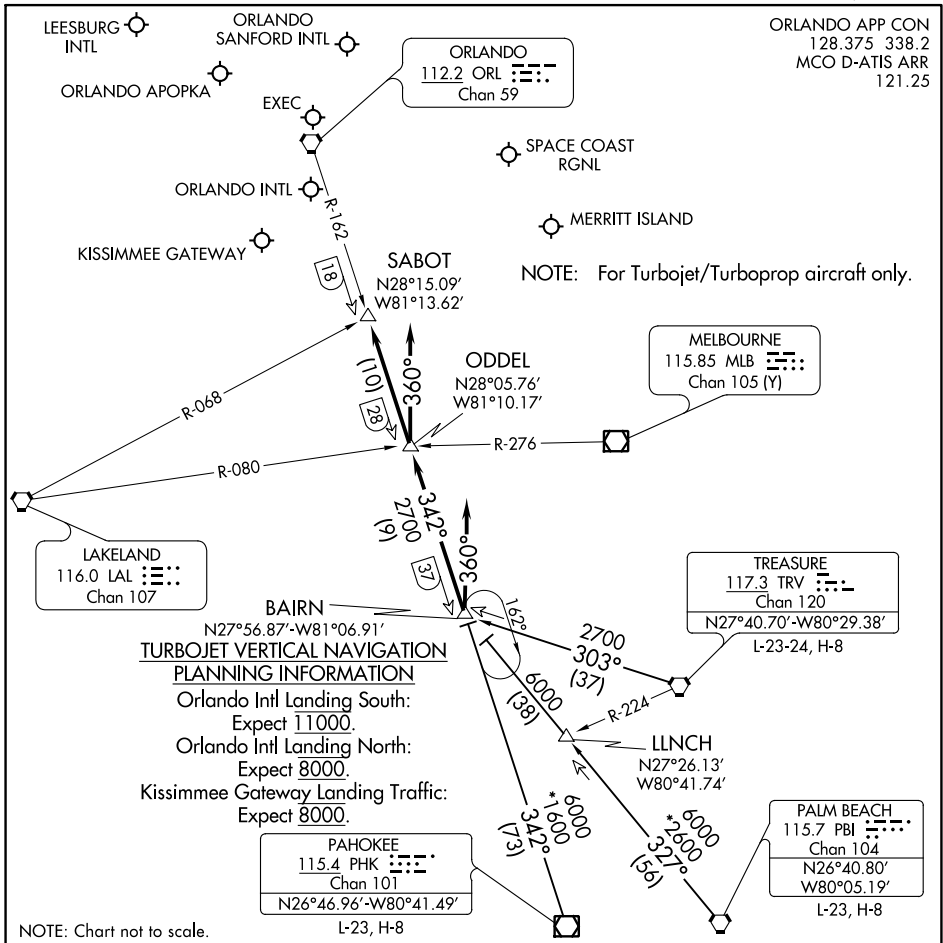 LEESBURG
INTL
ORLANDO
SANFORD INTL
ORLANDO APOPKA
ORLANDO
112.2 ORL
Chan 59
ORLANDO APP CON
128.375 338.2
MCO D-ATIS ARR
121.25
EXEC
SPACE COAST
RGNL
ORLANDO INTL
R-162
MERRITT ISLAND
KISSIMMEE GATEWAY
18
SABOT
N28°15.09'
W81°13.62'
NOTE: For Turbojet/Turboprop aircraft only.
(10)
360°
ODDEL
N28°05.76'
W81°10.17'
MELBOURNE
115.85 MLB
Chan 105 (Y)
R-068
28
R-276
R-080
342°
2700
(9)
LAKELAND
116.0 LAL
Chan 107
37
360°
162°
TREASURE
117.3 TRV
Chan 120
N27°40.70'-W80°29.38'
L-23-24, H-8
BAIRN
N27°56.87'-W81°06.91'
2700
303°
(37)
TURBOJET VERTICAL NAVIGATION
PLANNING INFORMATION
Orlando Intl Landing South:
Expect 11000.
Orlando Intl Landing North:
Expect 8000.
Kissimmee Gateway Landing Traffic:
Expect 8000.
6000
(38)
R-224
LLNCH
N27°26.13'
W80°41.74'
6000
*1600
342°
(73)
6000
*2600
327°
(56)
PAHOKEE
115.4 PHK
Chan 101
N26°46.96'-W80°41.49'
L-23, H-8
PALM BEACH
115.7 PBI
Chan 104
N26°40.80'
W80°05.19'
L-23, H-8
NOTE: Chart not to scale.